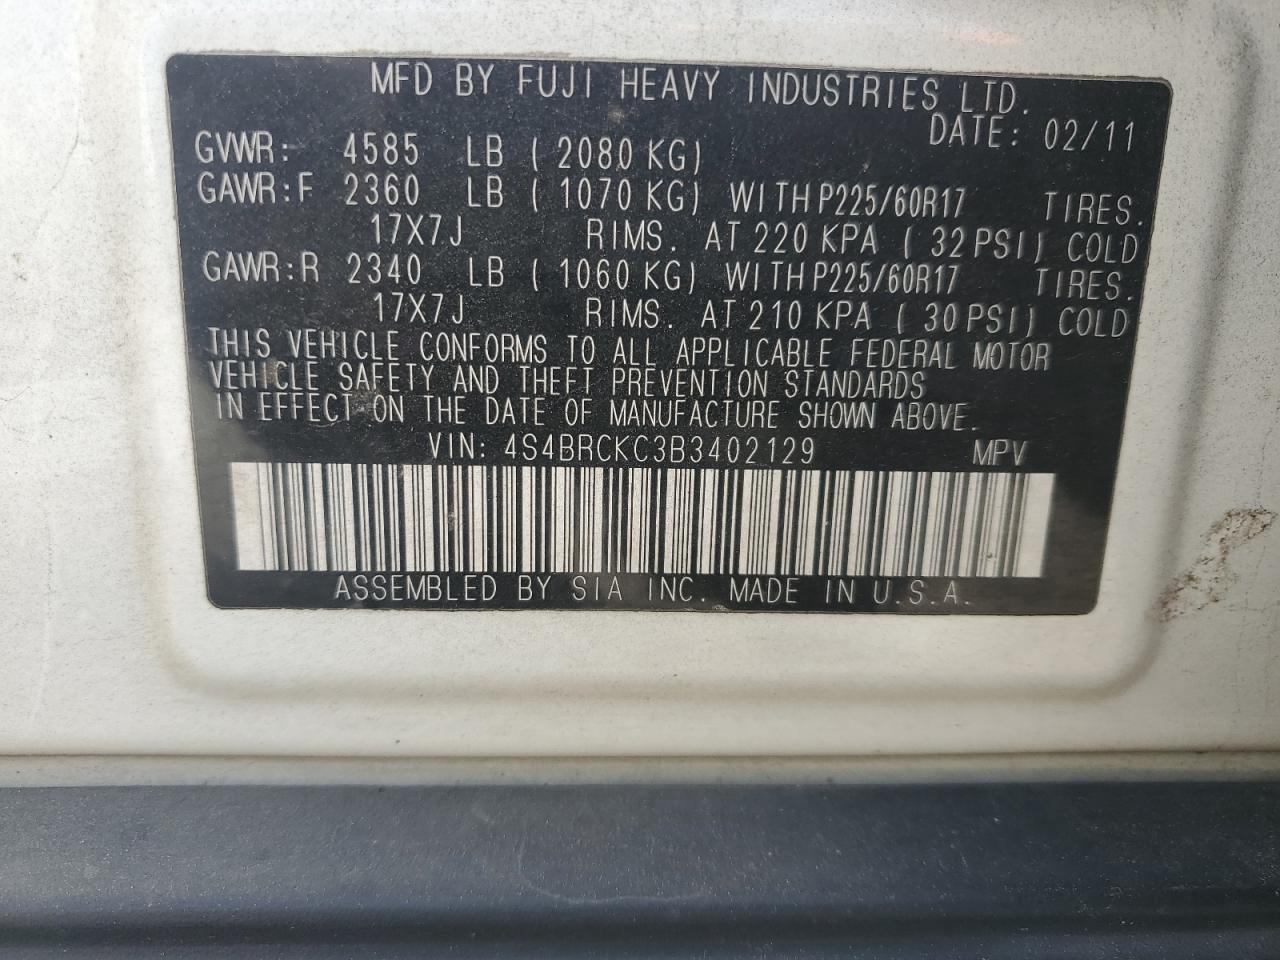 MFD BY FUJI HEAVY INDUSTRIES LTD.
DATE: 02/11
GVWR: 4585 LB ( 2080 KG)
GAWR:F 2360 LB ( 1070 KG) WITH P225/60R17 TIRES.
17X7J RIMS. AT 220 KPA ( 32 PSI) COLD
GAWR:R 2340 LB ( 1060 KG) WITH P225/60R17 TIRES.
17X7J RIMS. AT 210 KPA ( 30 PSI) COLD
THIS VEHICLE CONFORMS TO ALL APPLICABLE FEDERAL MOTOR
VEHICLE SAFETY AND THEFT PREVENTION STANDARDS
IN EFFECT ON THE DATE OF MANUFACTURE SHOWN ABOVE.
VIN: 4S4BRCKC3B3402129 MPV
ASSEMBLED BY SIA INC. MADE IN U.S.A.